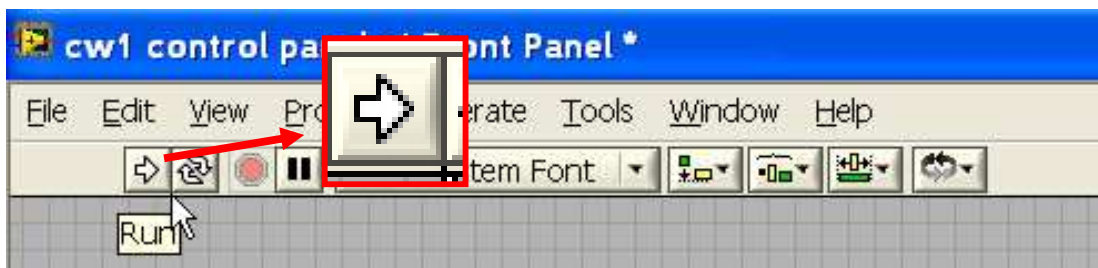 cw1 control pa ont Panel *
File Edit View Pro erate Tools Window Help
tem Font
Run